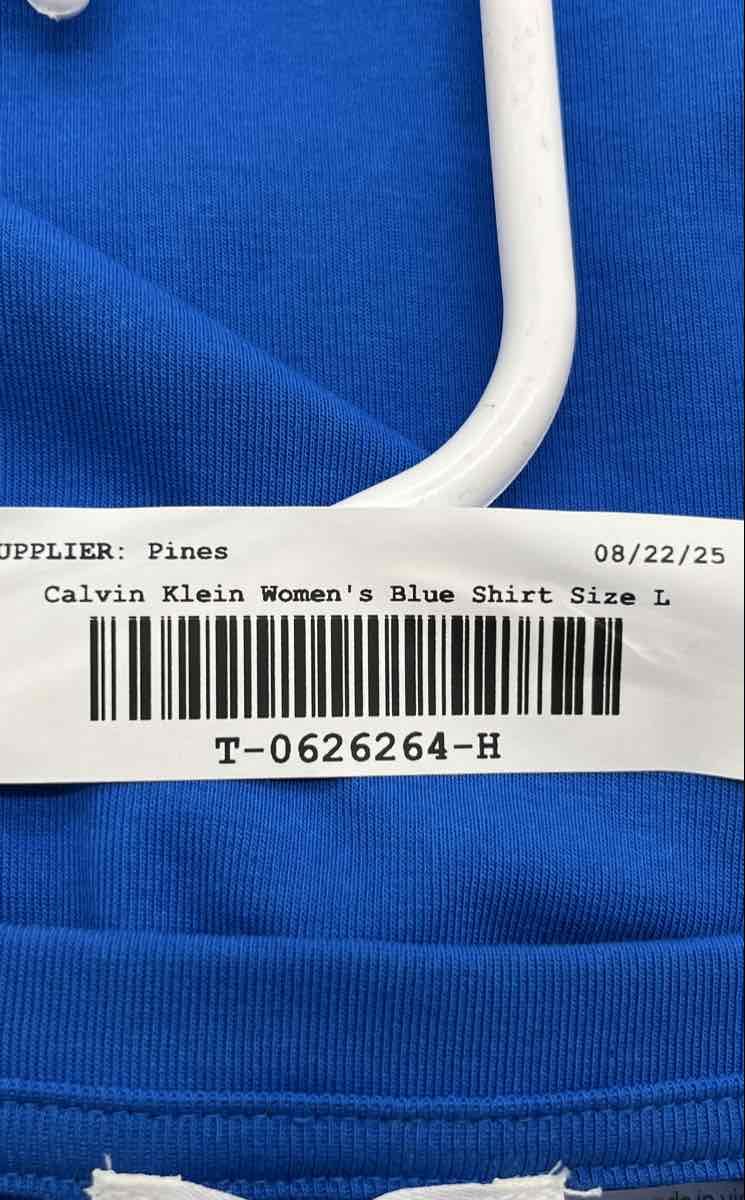 UPPLIER: Pines 08/22/25
Calvin Klein Women's Blue Shirt Size L
T-0626264-H